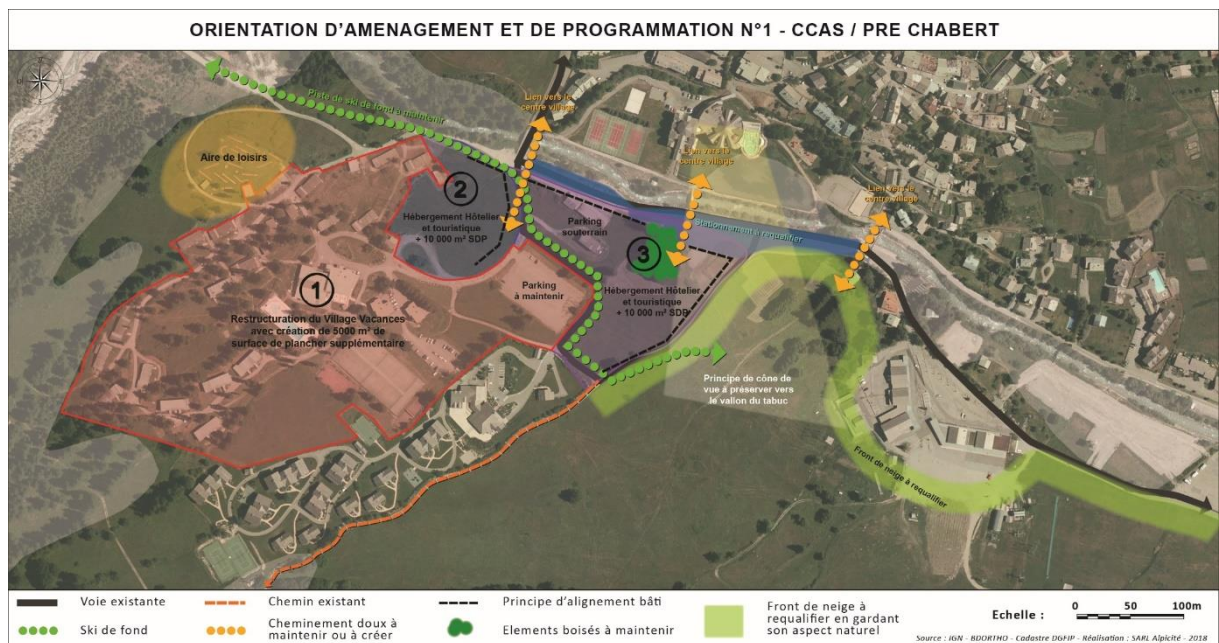 ORIENTATION D'AMENAGEMENT ET DE PROGRAMMATION N°1 - CCAS / PRE CHABERT
Piste de ski de fond à maintenir
Lien vers le
centre village
Aire de loisirs
Lien vers le
centre village
Lien vers le
centre village
2
Hébergement Hôtelier
et touristique
+ 10 000 m² SDP
Parking
souterrain
Stationnement à requalifier
3
Hébergement Hôtelier
et touristique
+ 10 000 m² SDP
Parking
à maintenir
1
Restructuration du Village Vacances
avec création de 5000 m² de
surface de plancher supplémentaire
Principe de cône de
vue à préserver vers
le vallon du tabuc
Front de neige à requalifier
Voie existante
Chemin existant
Principe d'alignement bâti
Front de neige à
requalifier en gardant
son aspect naturel
Echelle :
0 50 100m
Ski de fond
Cheminement doux à
maintenir ou à créer
Elements boisés à maintenir
Source : IGN - BDORTHO - Cadastre DGFIP - Réalisation : SARL Alpicité - 2018